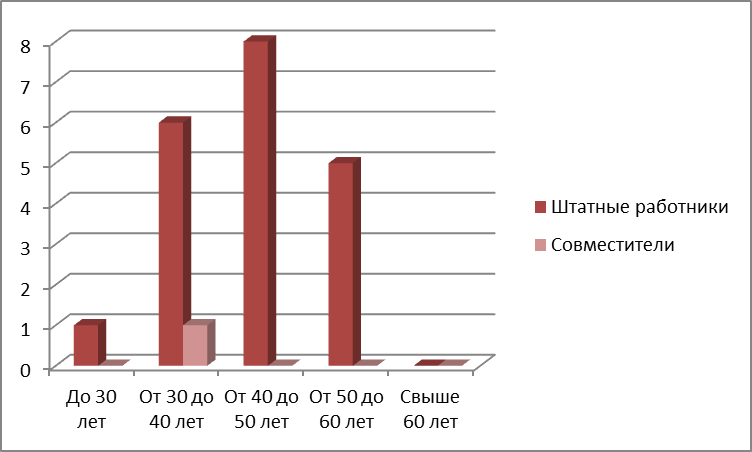 8
7
6
5
4
3
2
1
0
До 30
лет
От 30 до
40 лет
От 40 до
50 лет
От 50 до
60 лет
Свыше
60 лет
Штатные работники
Совместители